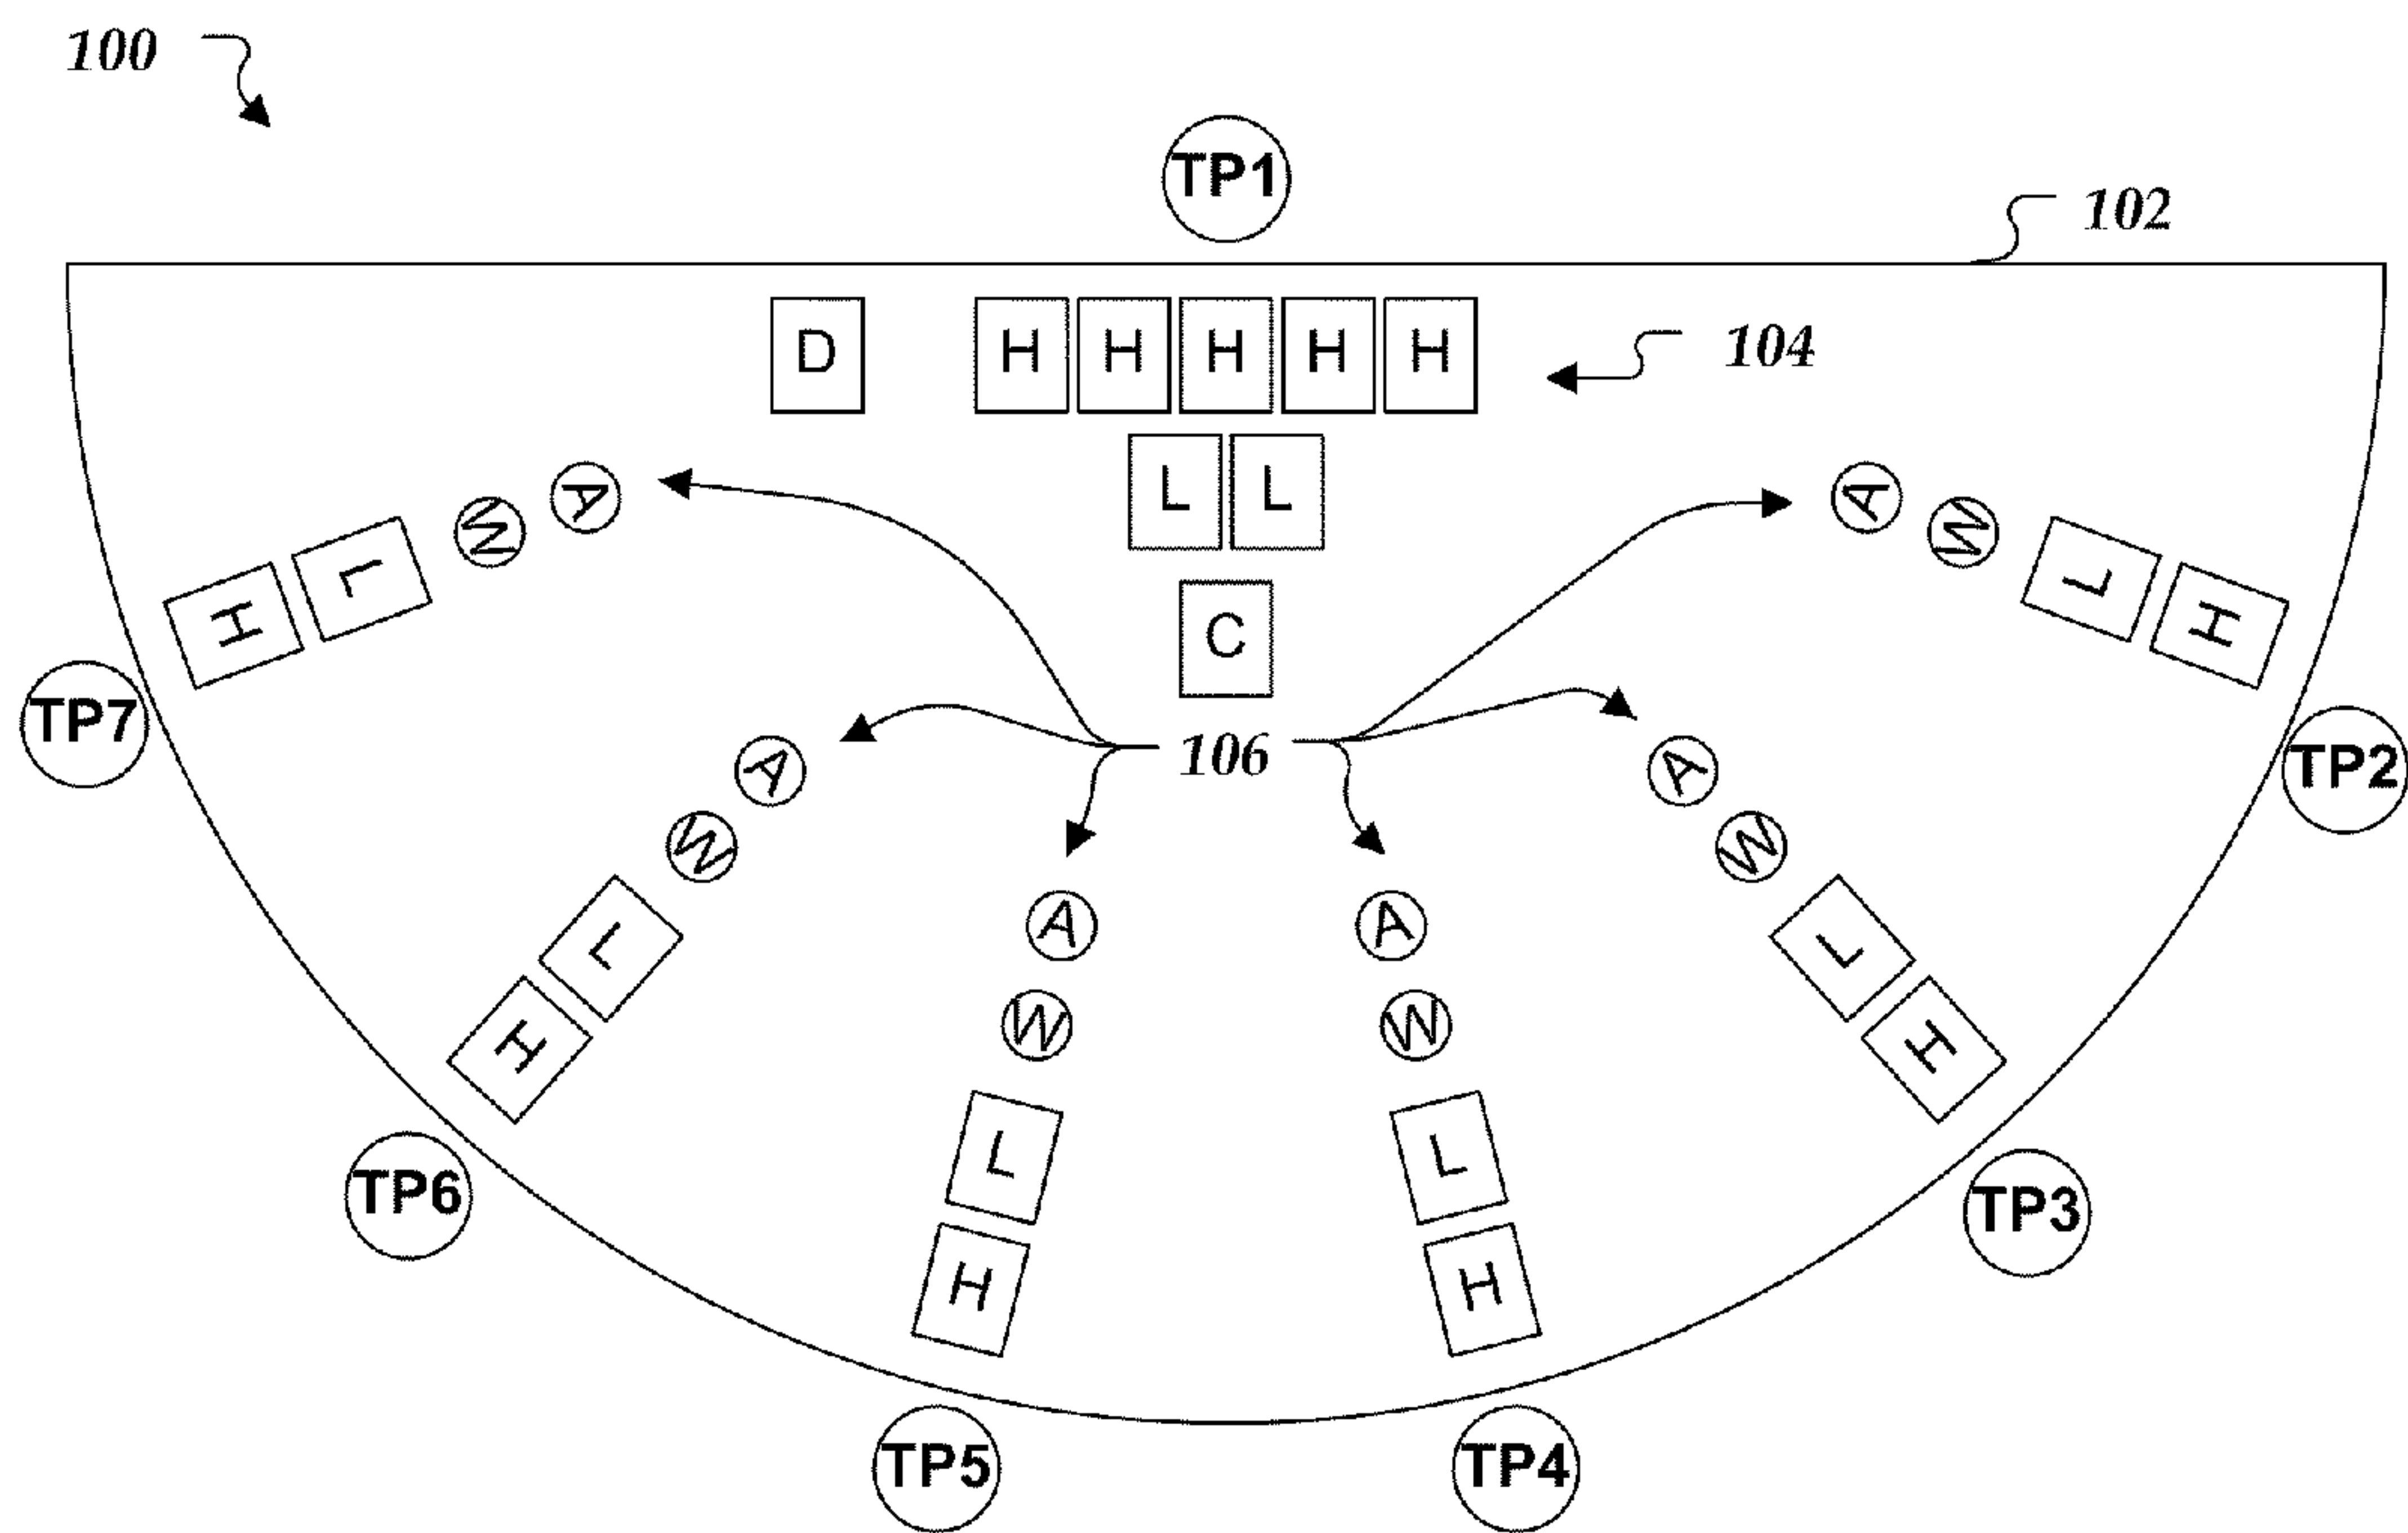 100
TP1
102
D H H H H H
104
L L
A A
W W
L L
H H
C
TP7
106
TP2
A A
W W
L L
H H
A A
W W
L L
H H
TP6
TP3
TP5
TP4